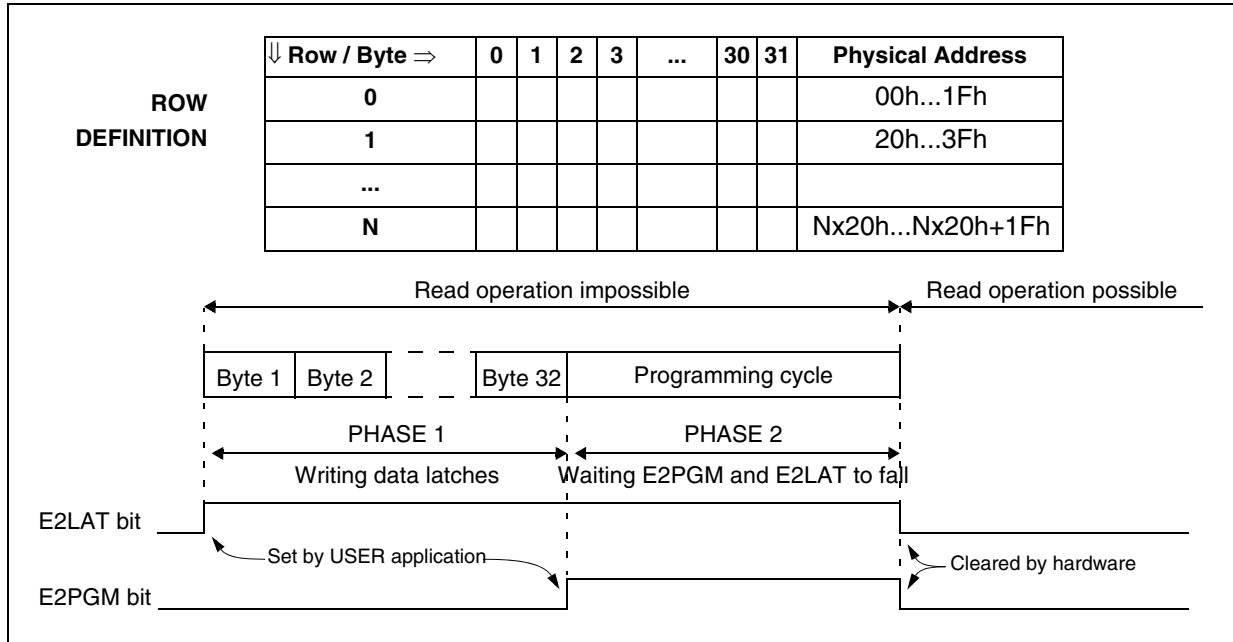 ⇓ Row / Byte ⇒ 0 1 2 3 ... 30 31 Physical Address
ROW DEFINITION
0 00h...1Fh
1 20h...3Fh
...
N Nx20h...Nx20h+1Fh
Read operation impossible Read operation possible
Byte 1 Byte 2 Byte 32 Programming cycle
PHASE 1 PHASE 2
Writing data latches Waiting E2PGM and E2LAT to fall
E2LAT bit
Set by USER application Cleared by hardware
E2PGM bit